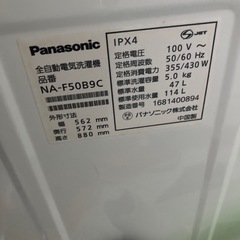 Panasonic
全自動電気洗濯機
品番
NA-F50B9C
外形寸法
幅 562 mm
奥行 572 mm
高さ 880 mm
IPX4
JET
定格電圧 100 V～
定格周波数 50/60 Hz
定格消費電力 355/430 W
標準洗濯容量 5.0 kg
標準水量 47 L
標準使用水量 114 L
1681400894
パナソニック株式会社
中国製